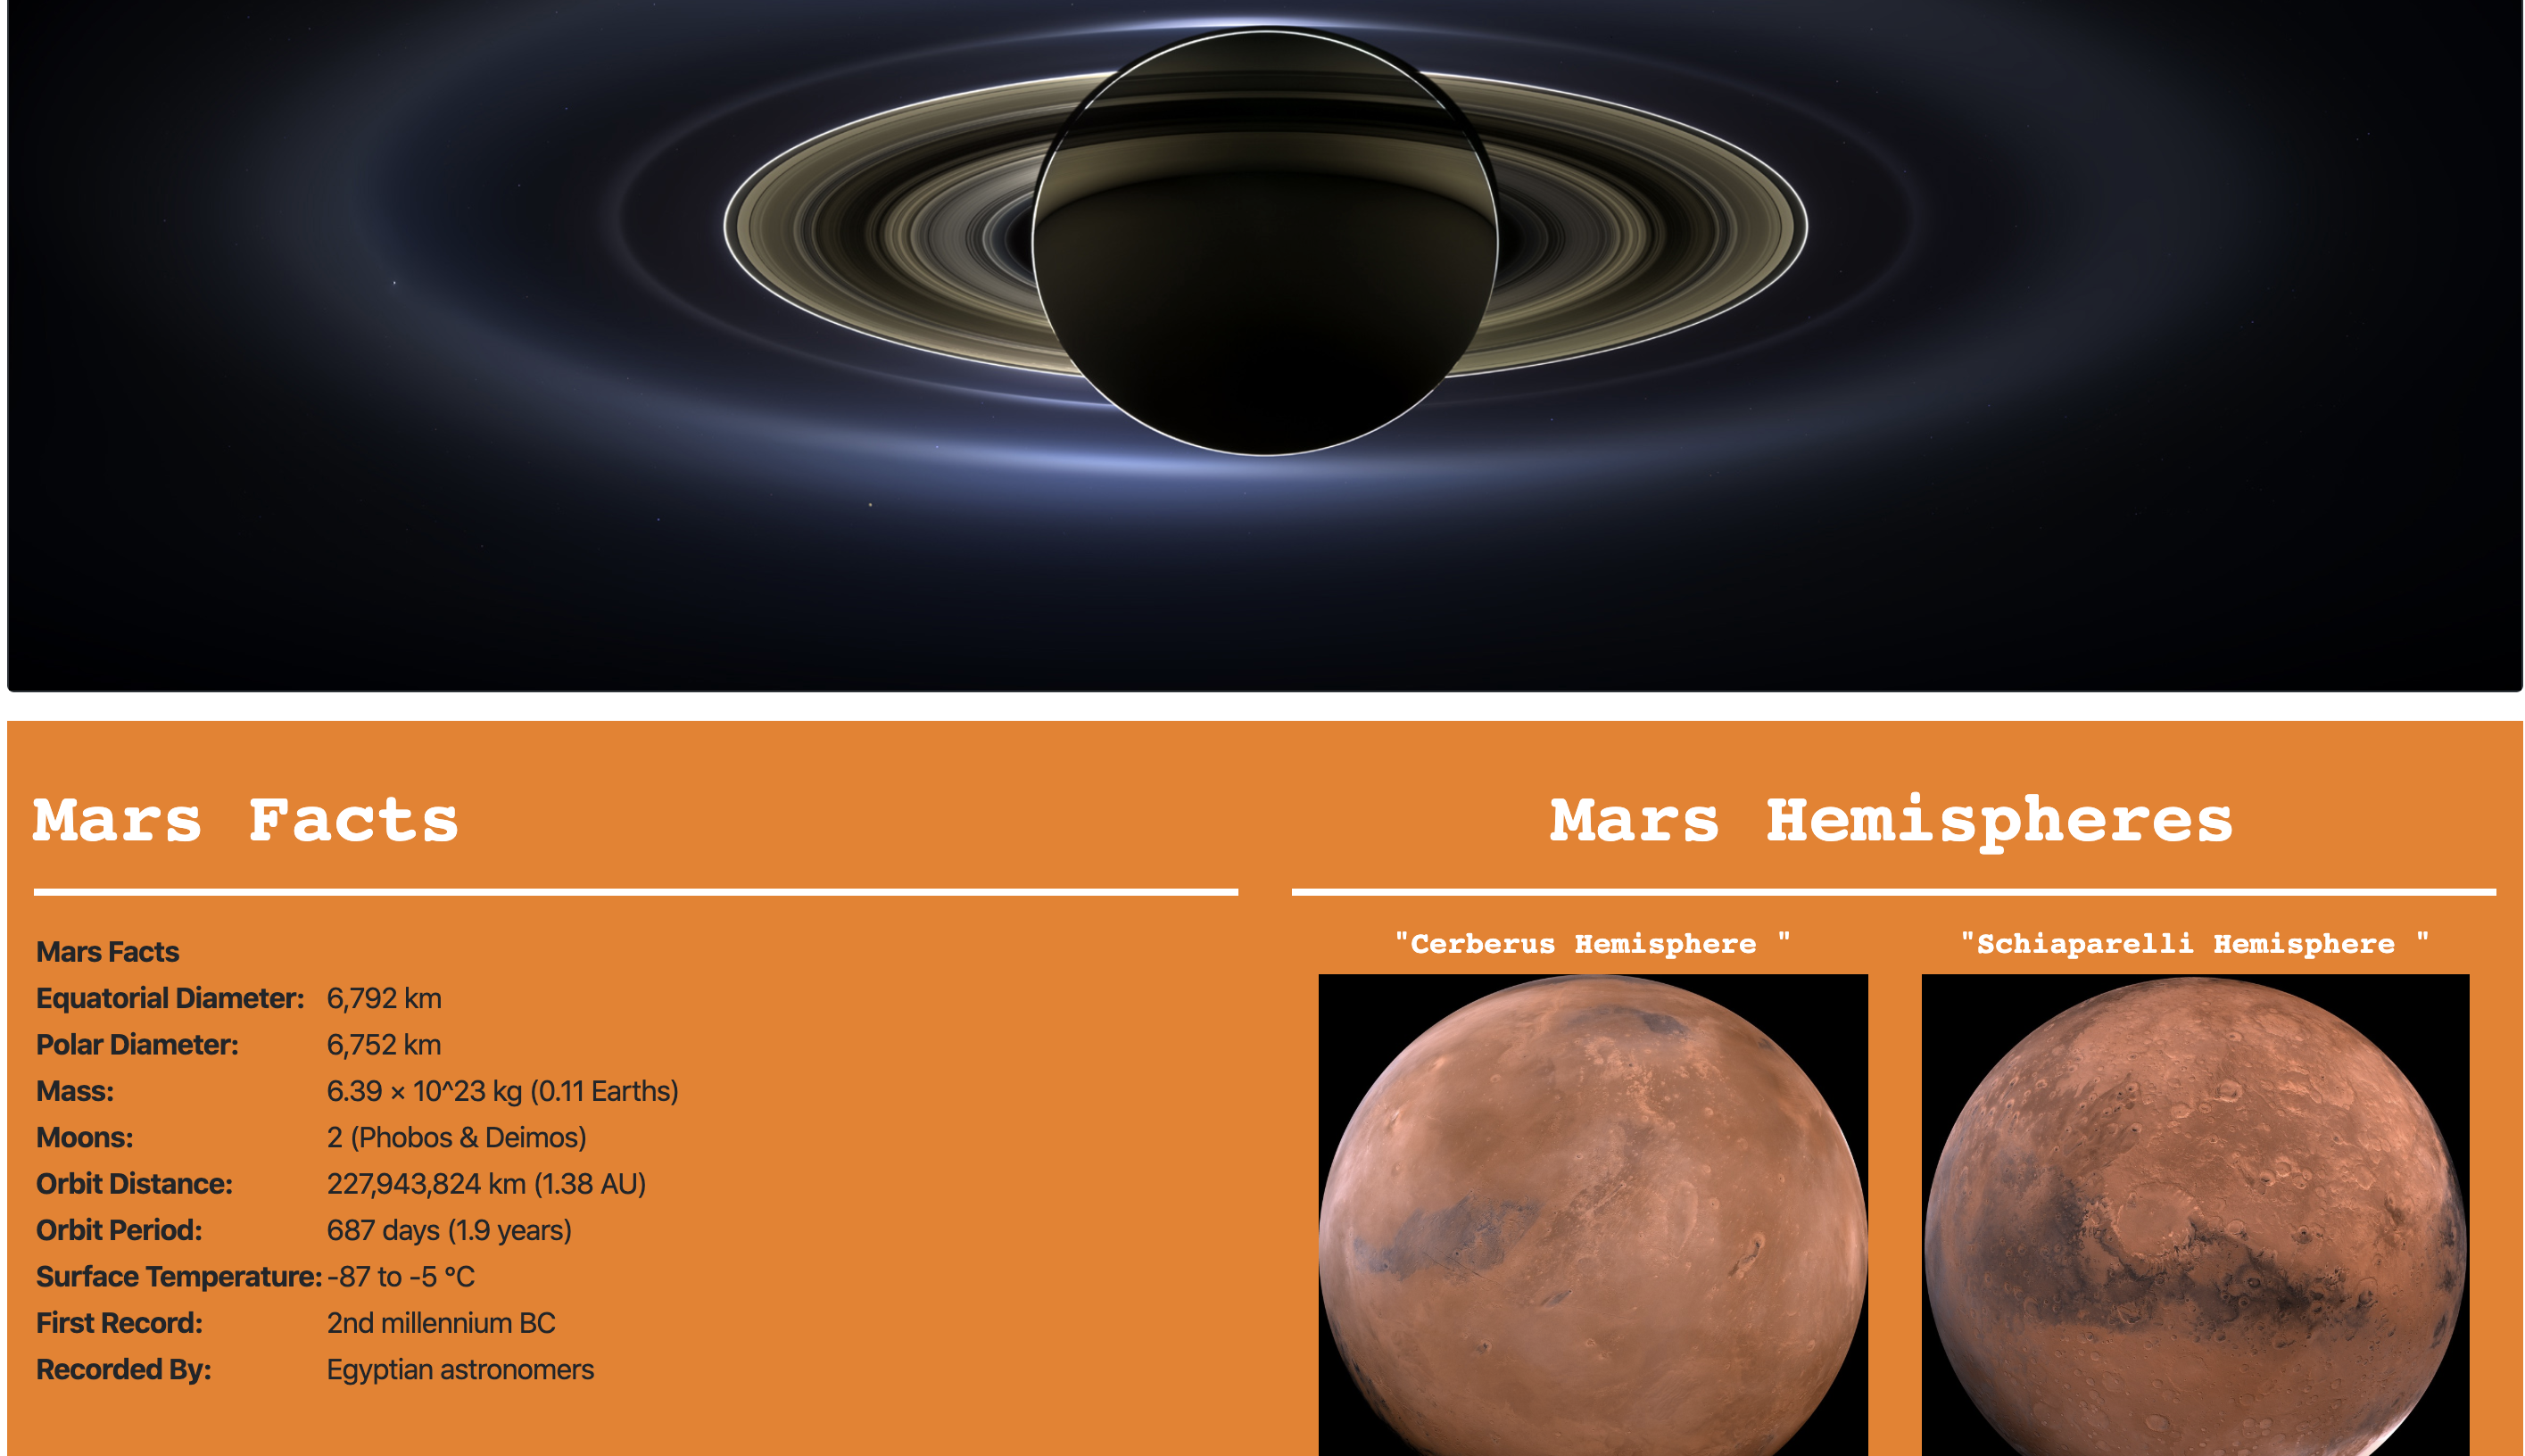 Mars Facts
Mars Facts
Equatorial Diameter: 6,792 km
Polar Diameter: 6,752 km
Mass: 6.39 × 10^23 kg (0.11 Earths)
Moons: 2 (Phobos & Deimos)
Orbit Distance: 227,943,824 km (1.38 AU)
Orbit Period: 687 days (1.9 years)
Surface Temperature: -87 to -5 °C
First Record: 2nd millennium BC
Recorded By: Egyptian astronomers
Mars Hemispheres
"Cerberus Hemisphere "
"Schiaparelli Hemisphere "